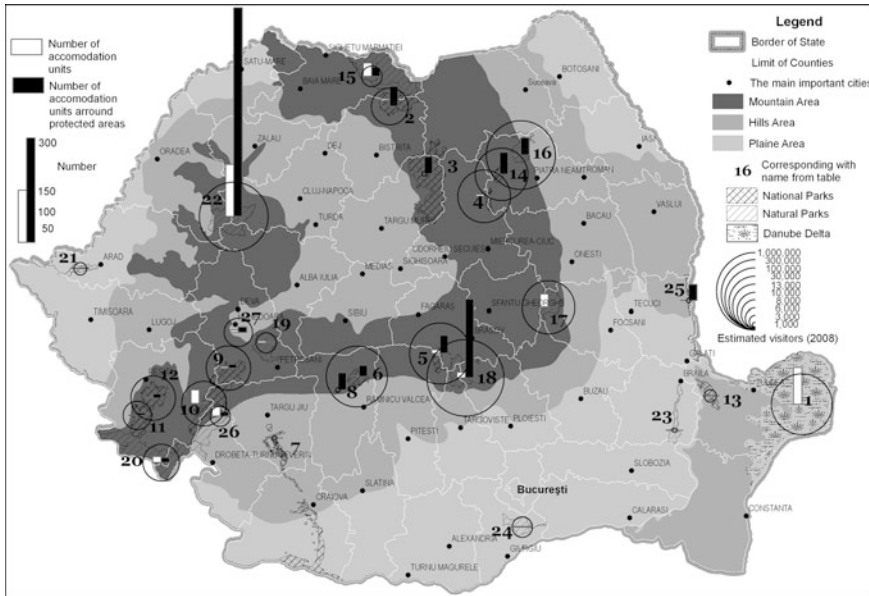 Number of
accomodation
units
Number of
accomodation
units arround
protected areas
300
Number
150
100
50
Legend
Border of State
Limit of Counties
The main important cities
Mountain Area
Hills Area
Plaine Area
16 Corresponding with
name from table
National Parks
Natural Parks
Danube Delta
1,000,000
300,000
100,000
30,000
13,000
10,000
8,000
6,000
4,000
1,000
Estimated visitors (2008)
SATU-MARE
BAIA MARE
15
2
Suceava
BOTOSANI
ORADEA
ZALAU
DEJ
BISTRITA
3
16
14
4
PIATRA NEAMT
ROMAN
IASI
CLUJ-NAPOCA
22
TURDA
TARGU MURES
BACAU
VASLUI
ODORHEIU SECUIESC
MIERCUREA-CIUC
SIGHISOARA
ONESTI
21
ARAD
ALBA IULIA
MEDIAS
25
TIMISOARA
LUGOJ
DEVA
27
19
SIBIU
FAGARAS
SFANTU GHEORGHE
17
TECUCI
FOCSANI
GALATI
BRAILA
9
12
10
11
26
8
6
5
18
RAMNICU VALCEA
BUZAU
13
1
20
TARGU JIU
7
DROBETA-TURNU SEVERIN
PITESTI
TARGOVISTE
PLOIESTI
23
SLATINA
CRAIOVA
SLOBOZIA
București
CALARASI
CONSTANTA
24
ALEXANDRIA
GIURGIU
TURNU MAGURELE